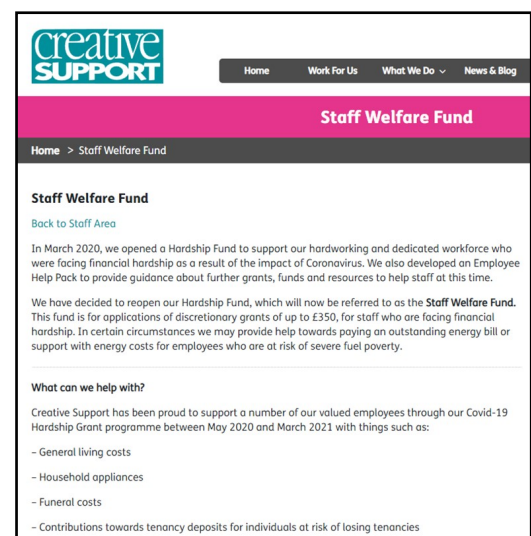 creative
SUPPORT
Home Work For Us What We Do News & Blog
Staff Welfare Fund
Home > Staff Welfare Fund
Staff Welfare Fund
Back to Staff Area
In March 2020, we opened a Hardship Fund to support our hardworking and dedicated workforce who
were facing financial hardship as a result of the impact of Coronavirus. We also developed an Employee
Help Pack to provide guidance about further grants, funds and resources to help staff at this time.
We have decided to reopen our Hardship Fund, which will now be referred to as the Staff Welfare Fund.
This fund is for applications of discretionary grants of up to £350, for staff who are facing financial
hardship. In certain circumstances we may provide help towards paying an outstanding energy bill or
support with energy costs for employees who are at risk of severe fuel poverty.
What can we help with?
Creative Support has been proud to support a number of our valued employees through our Covid-19
Hardship Grant programme between May 2020 and March 2021 with things such as:
– General living costs
– Household appliances
– Funeral costs
– Contributions towards tenancy deposits for individuals at risk of losing tenancies